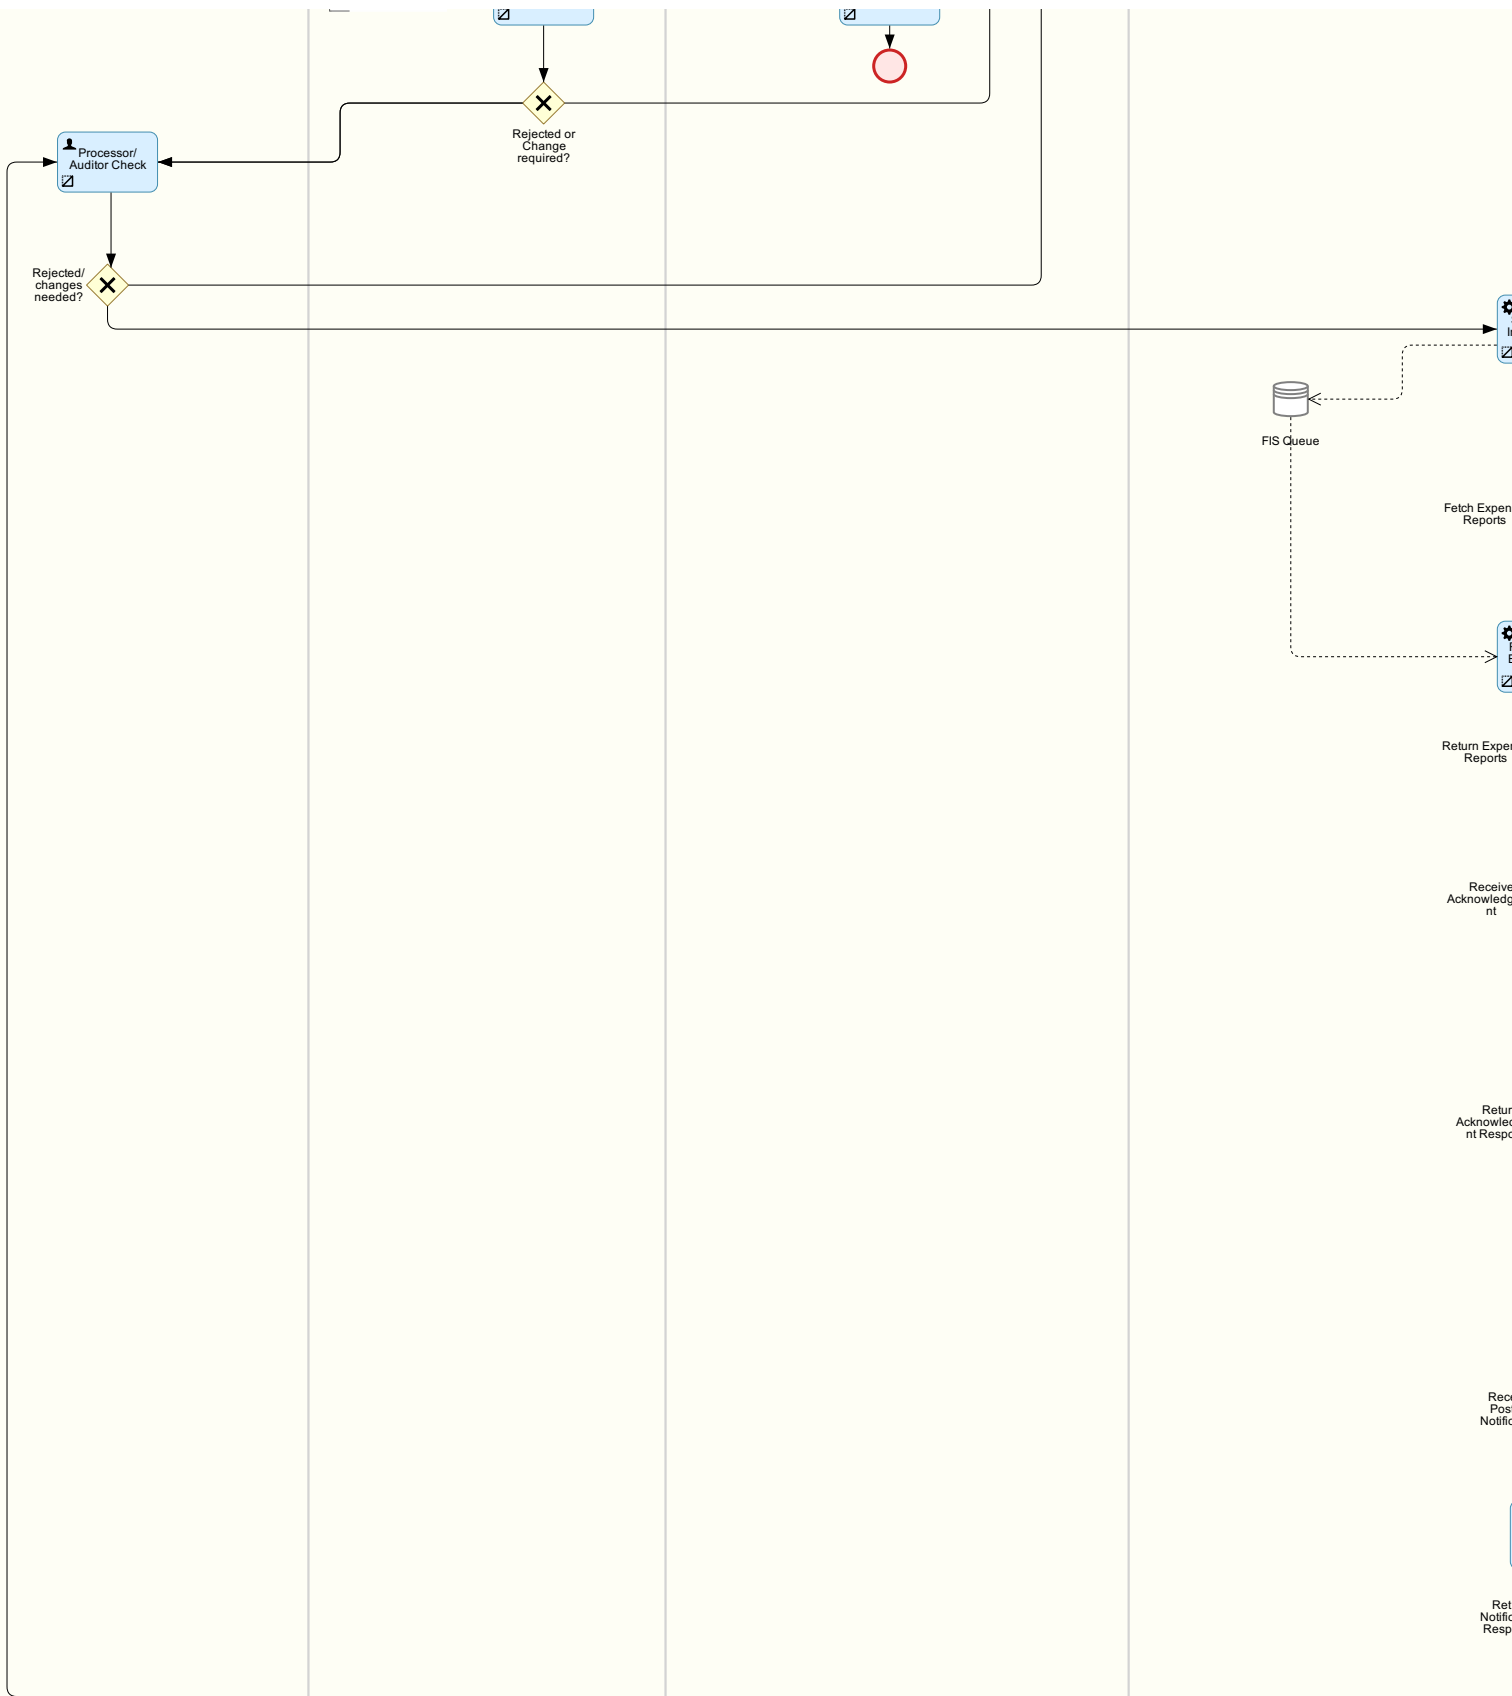 Rejected or
Change
required?
Processor/
Auditor Check
Rejected/
changes
needed?
FIS Queue
Fetch Expen
Reports
Return Expe
Reports
Receive
Acknowledg
nt
Retur
Acknowled
nt Respo
Rece
Post
Notific
Ret
Notific
Resp